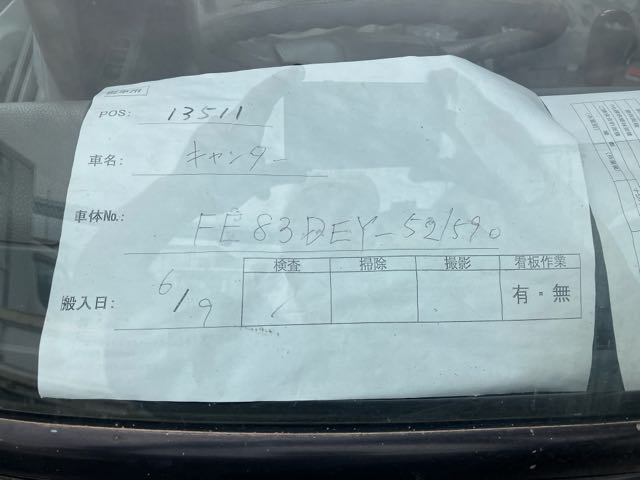 POS: 13511
車名: キャンター
車体No.: FE83DEY-521590
検査 掃除 撮影 看板作業
搬入日: 6/9 有・無